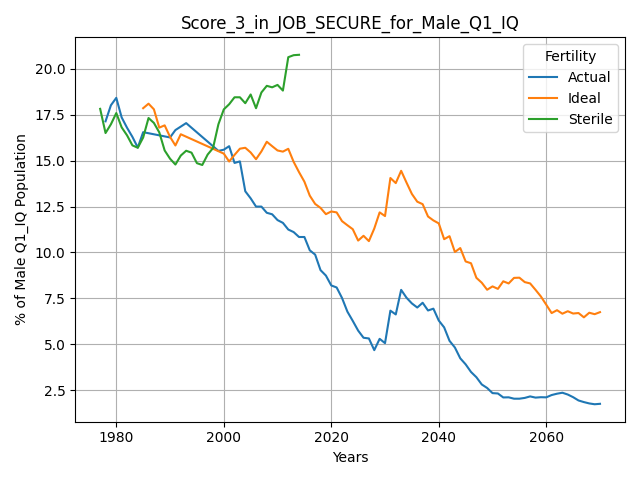 Score_3_in_JOB_SECURE_for_Male_Q1_IQ
Fertility
Actual
Ideal
Sterile
% of Male Q1_IQ Population
20.0
17.5
15.0
12.5
10.0
7.5
5.0
2.5
1980 2000 2020 2040 2060
Years